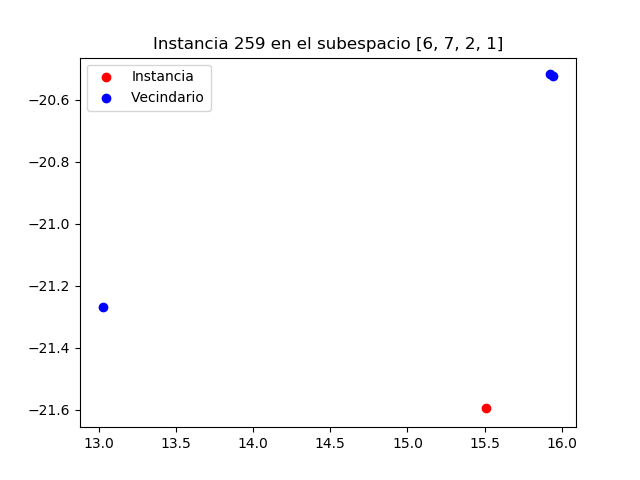 Instancia 259 en el subespacio [6, 7, 2, 1]
Instancia
Vecindario
−20.6
−20.8
−21.0
−21.2
−21.4
−21.6
13.0 13.5 14.0 14.5 15.0 15.5 16.0